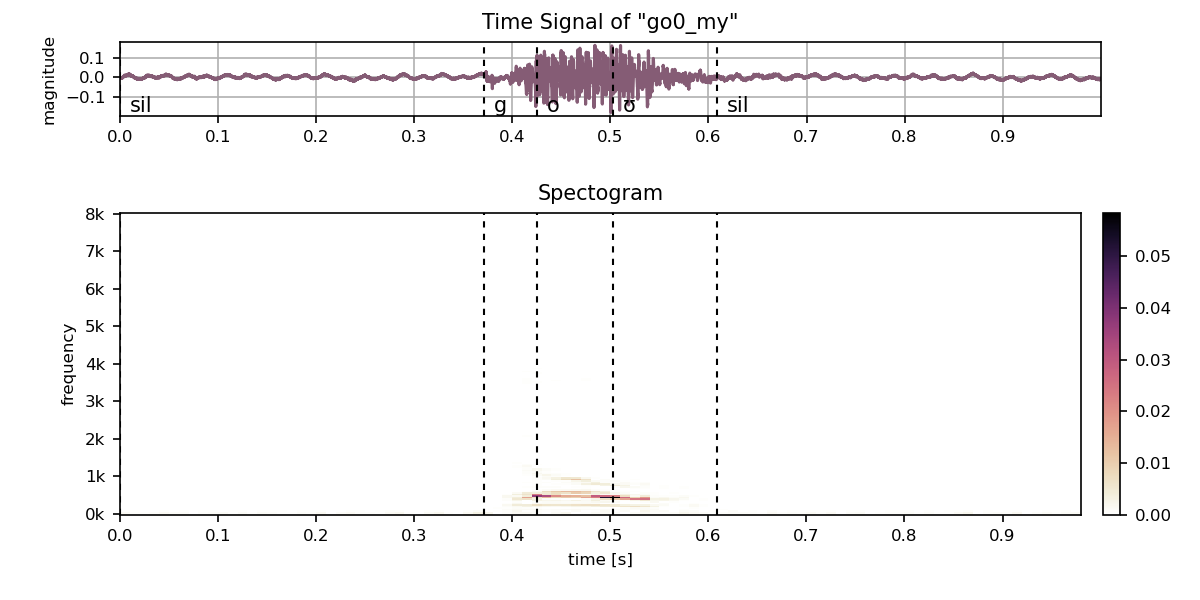 Time Signal of "go0_my"
magnitude
0.1
0.0
−0.1
sil g o o sil
0.0 0.1 0.2 0.3 0.4 0.5 0.6 0.7 0.8 0.9
Spectogram
frequency
8k
7k
6k
5k
4k
3k
2k
1k
0k
0.0 0.1 0.2 0.3 0.4 0.5 0.6 0.7 0.8 0.9
time [s]
0.05
0.04
0.03
0.02
0.01
0.00